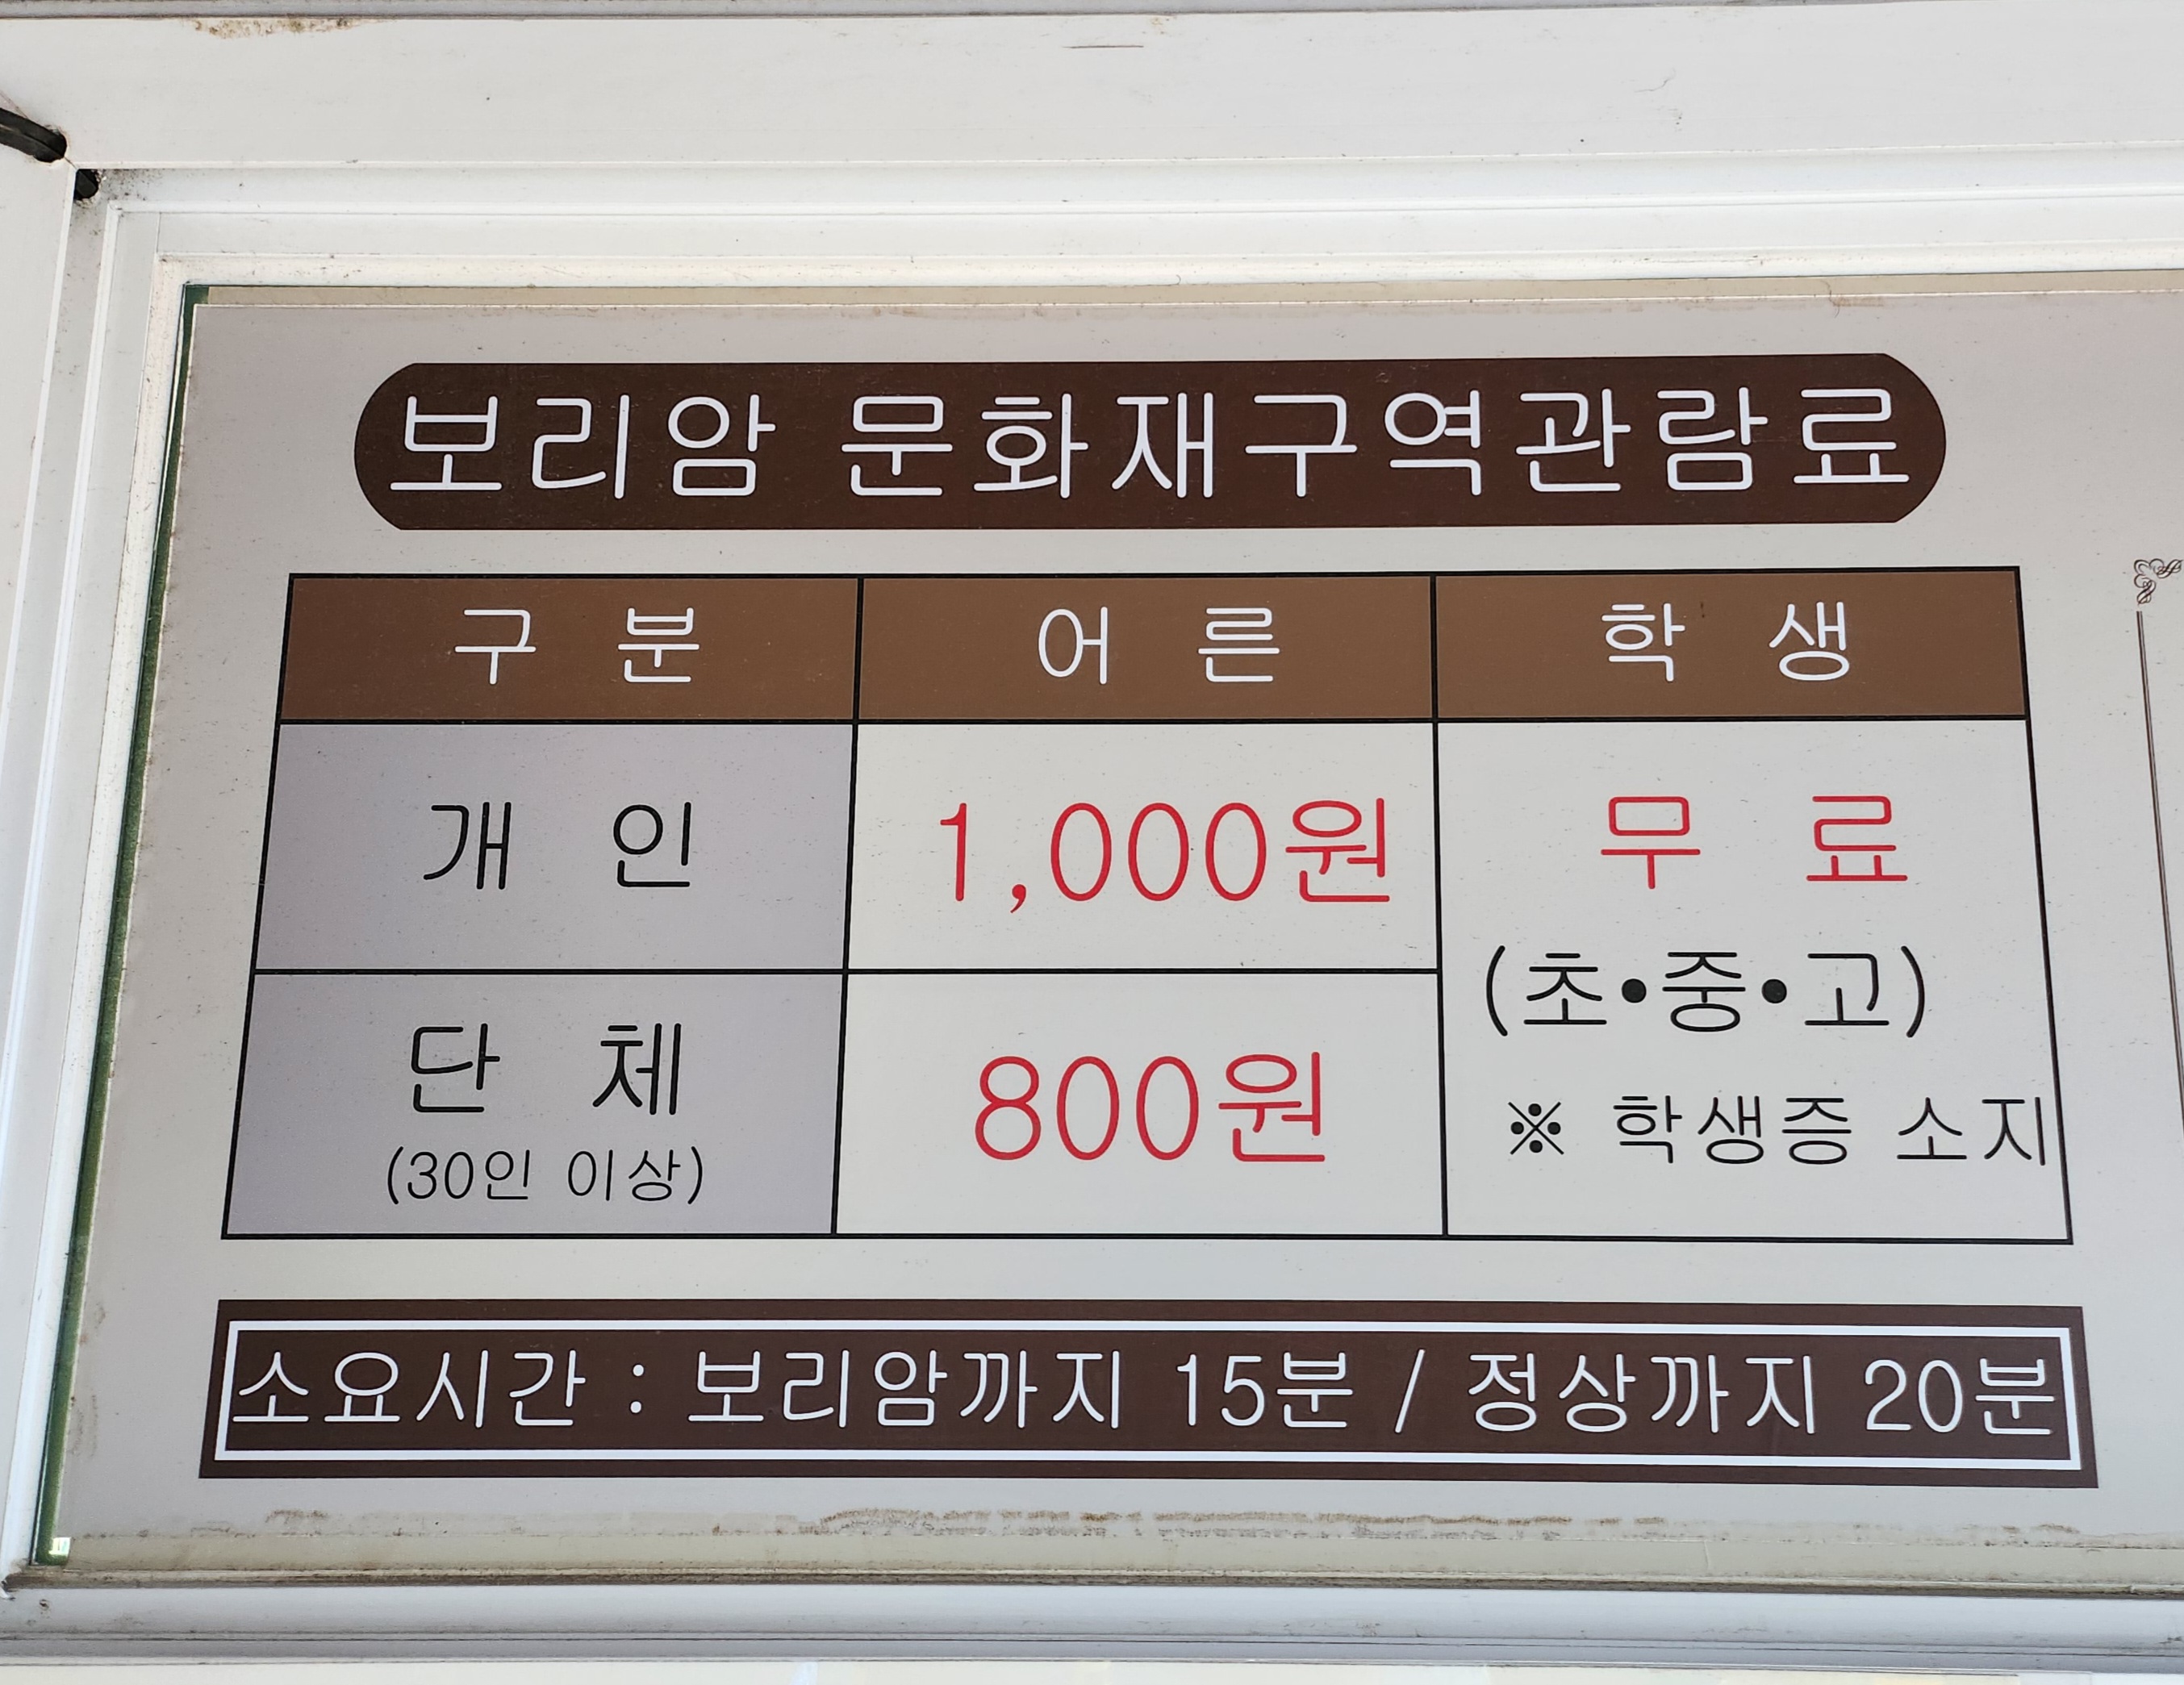 보리암 문화재구역관람료
구 분 어 른 학 생
개 인 1,000원 무 료
(초•중•고)
단 체 800원 ※ 학생증 소지
(30인 이상)
소요시간 : 보리암까지 15분 / 정상까지 20분